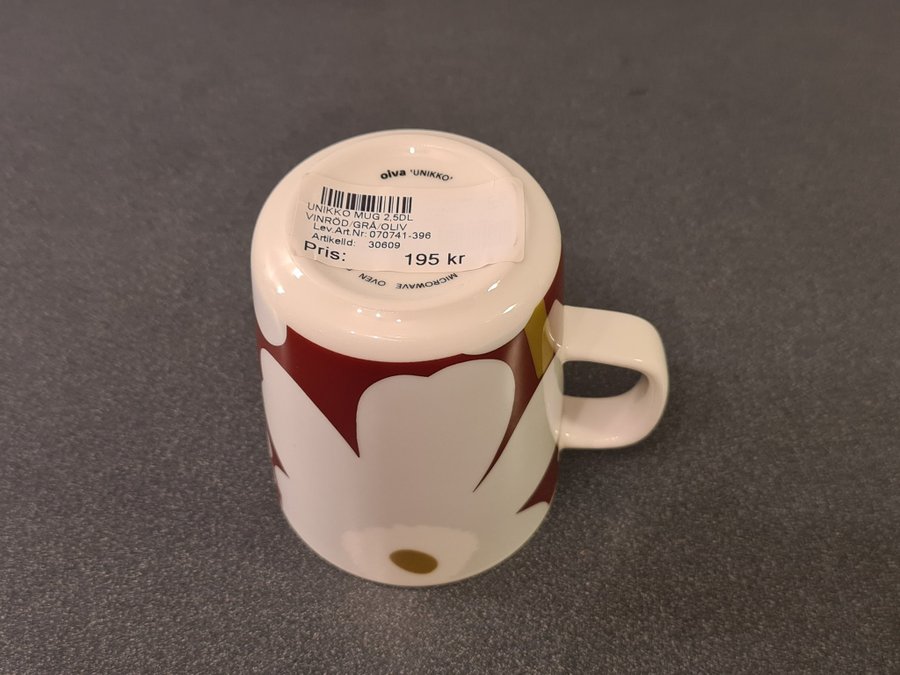 oiva 'UNIKKO'
UNIKKO MUG 2,5DL
VINRÖD/GRÅ/OLIV
Lev.Art.Nr: 070741-396
ArtikelId: 30609
Pris: 195 kr
MICROWAVE OVEN